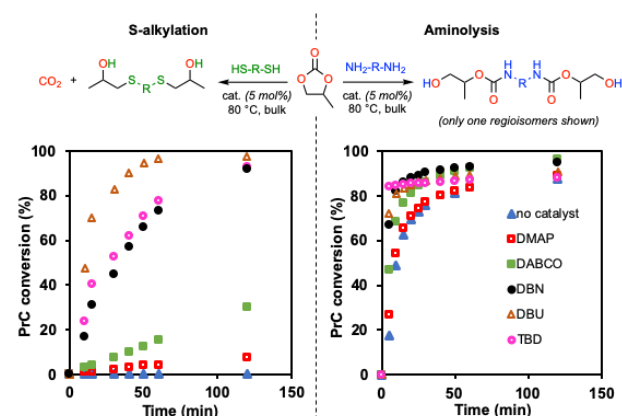 S-alkylation
Aminolysis
CO2 +
OH
OH
S
R
S
HS-R-SH
cat. (5 mol%)
80 °C, bulk
O
O
O
NH2-R-NH2
cat. (5 mol%)
80 °C, bulk
HO
O
O
H
N
R
H
N
O
O
OH
(only one regioisomers shown)
PrC conversion (%)
100
80
60
40
20
0
0
50
100
150
Time (min)
PrC conversion (%)
100
80
60
40
20
0
0
50
100
150
Time (min)
no catalyst
DMAP
DABCO
DBN
DBU
TBD